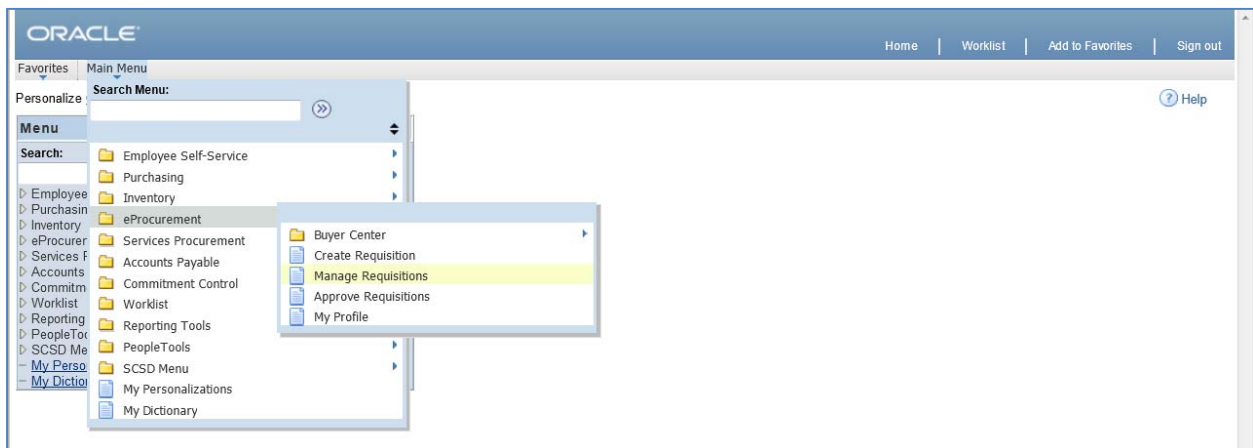 ORACLE
Home | Worklist | Add to Favorites | Sign out
Favorites Main Menu
Personalize
Help
Search Menu:
Menu
Search:
Employee
Purchasin
Inventory
eProcurer
Services
Accounts
Commitm
Worklist
Reporting
PeopleToo
SCSD Me
My Perso
My Dictio
Employee Self-Service
Purchasing
Inventory
eProcurement
Services Procurement
Accounts Payable
Commitment Control
Worklist
Reporting Tools
PeopleTools
SCSD Menu
My Personalizations
My Dictionary
Buyer Center
Create Requisition
Manage Requisitions
Approve Requisitions
My Profile